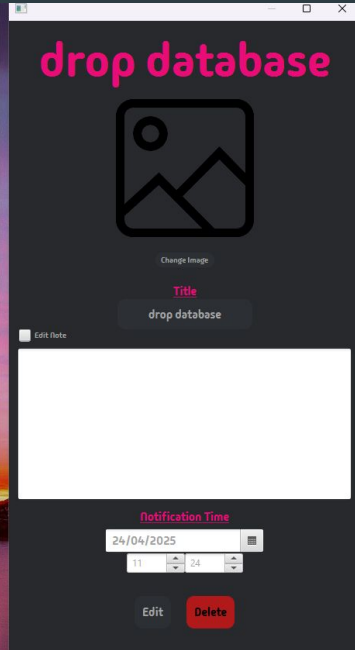 drop database
Change Image
Title
drop database
Edit Note
Notification Time
24/04/2025
11 24
Edit Delete